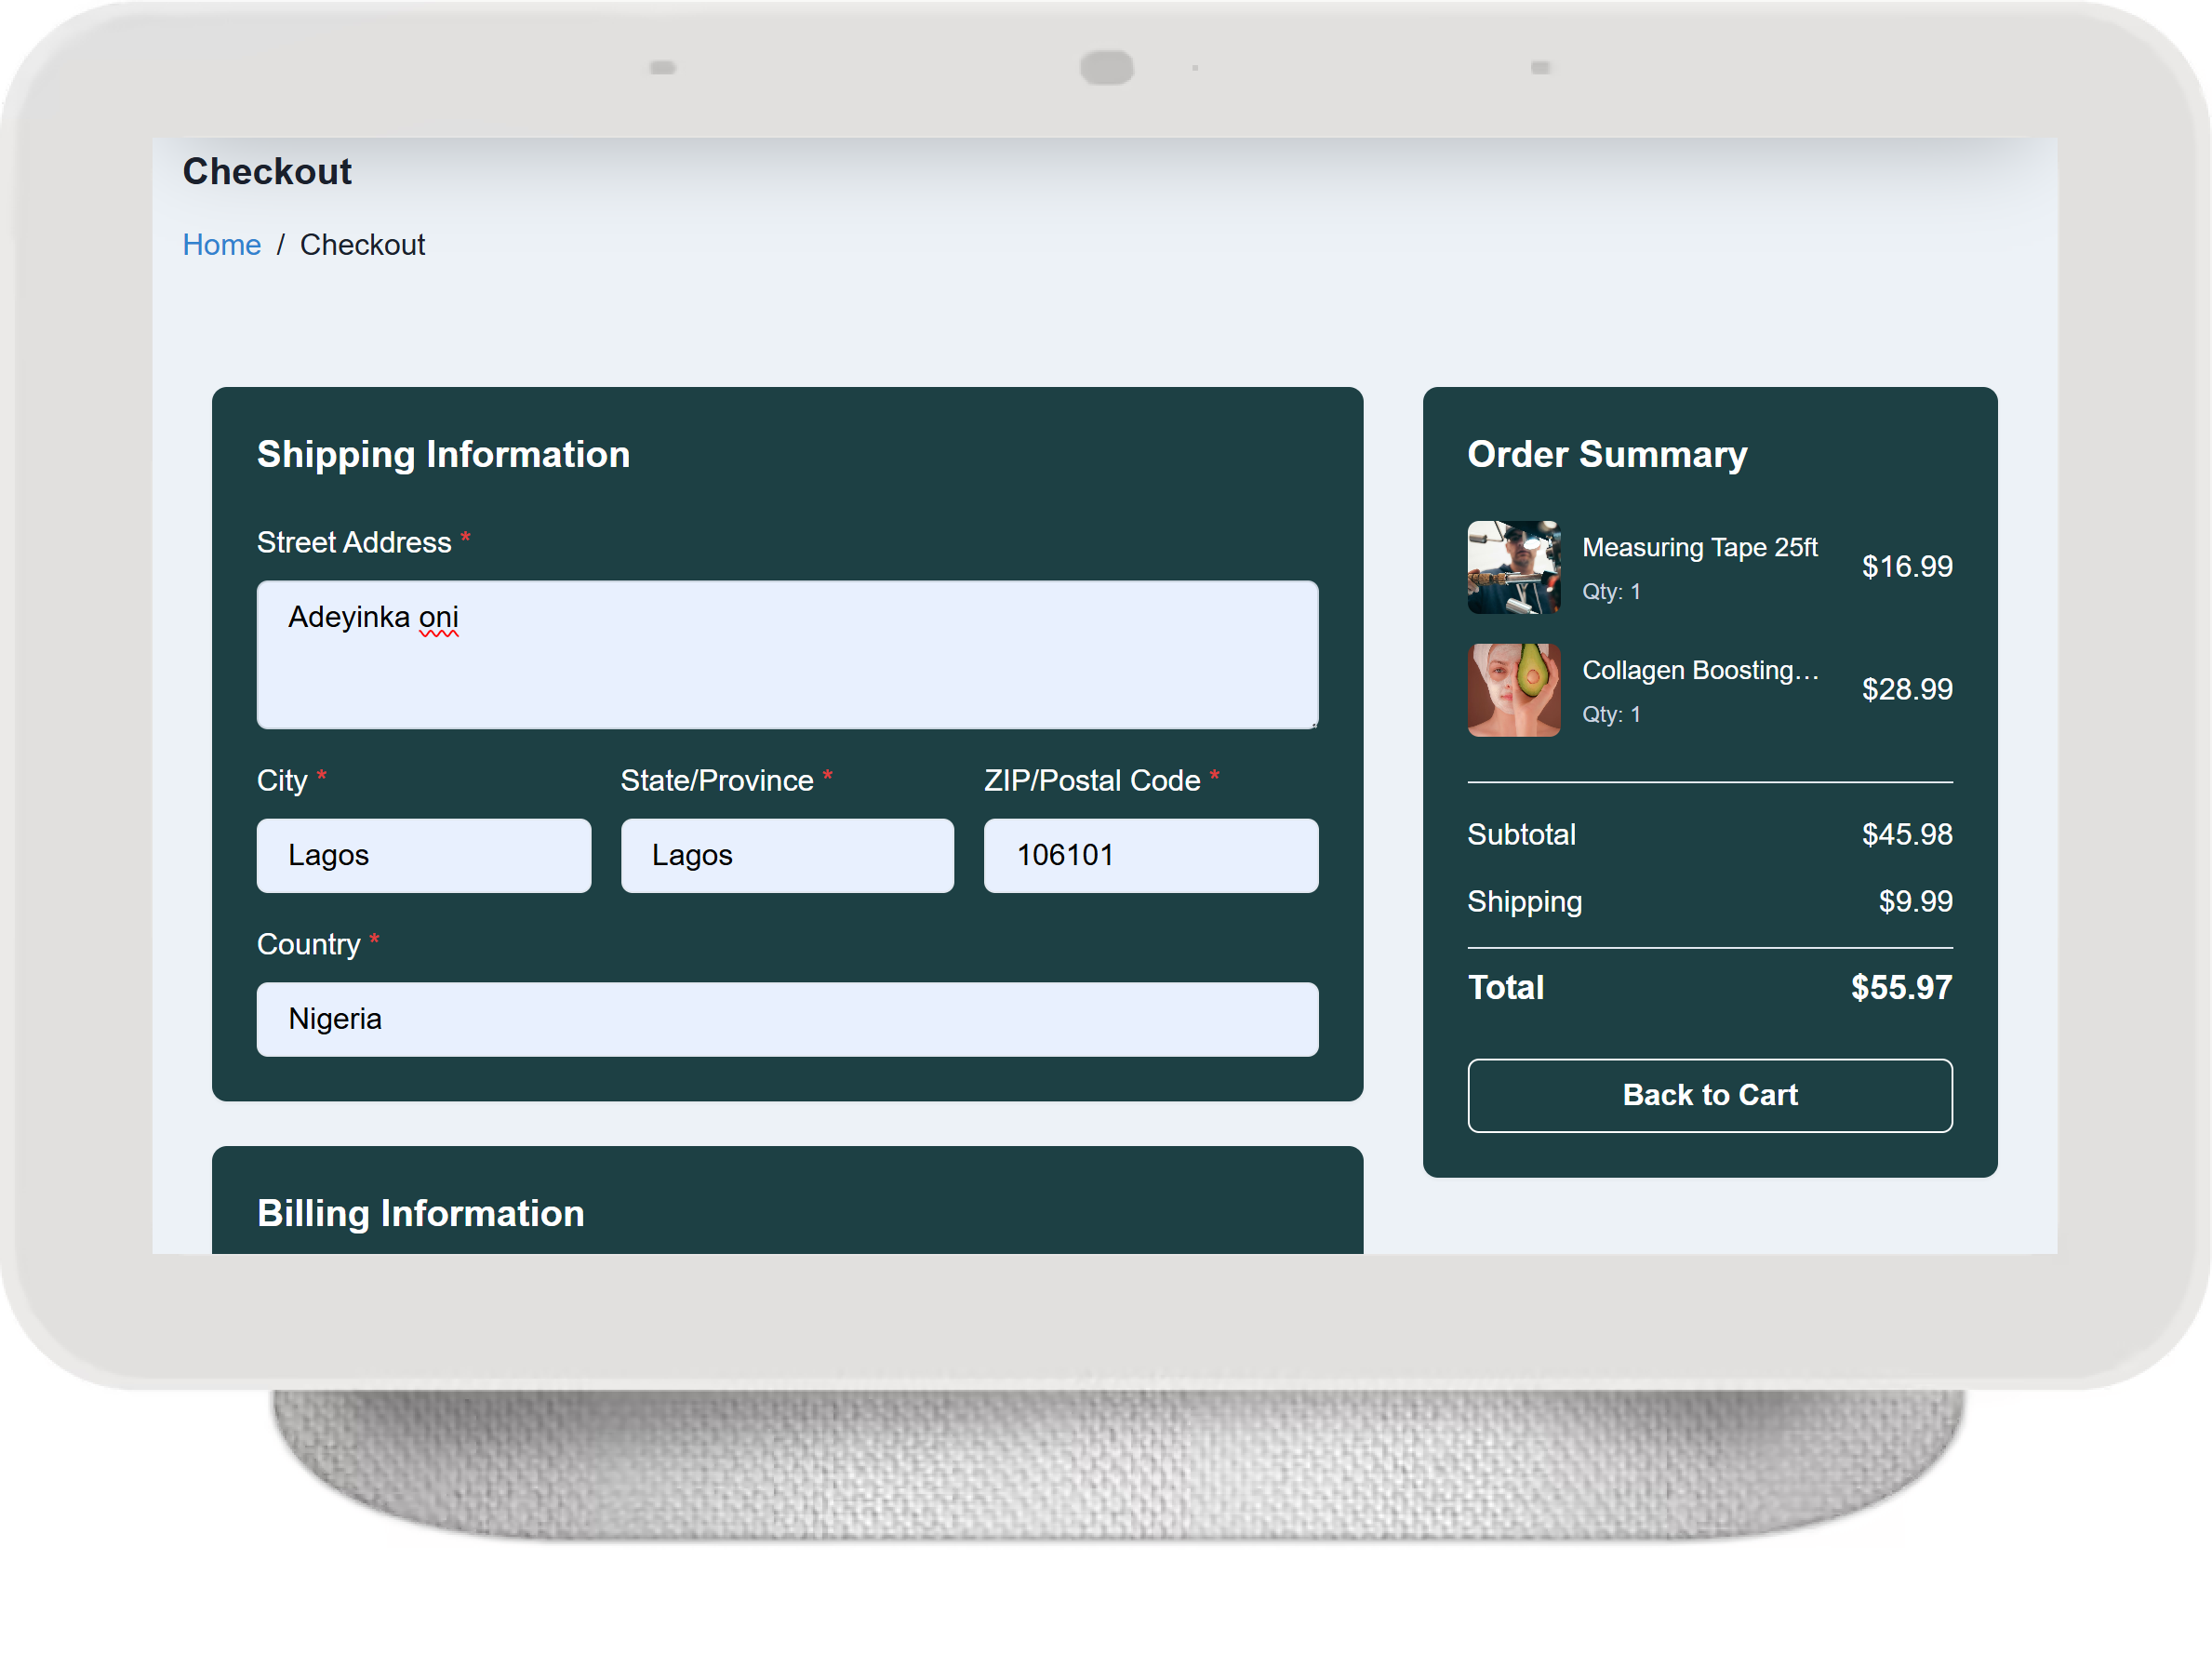 Checkout
Home / Checkout
Shipping Information
Street Address *
Adeyinka oni
City *
State/Province *
ZIP/Postal Code *
Lagos
Lagos
106101
Country *
Nigeria
Billing Information
Order Summary
Measuring Tape 25ft
Qty: 1
$16.99
Collagen Boosting...
Qty: 1
$28.99
Subtotal $45.98
Shipping $9.99
Total $55.97
Back to Cart